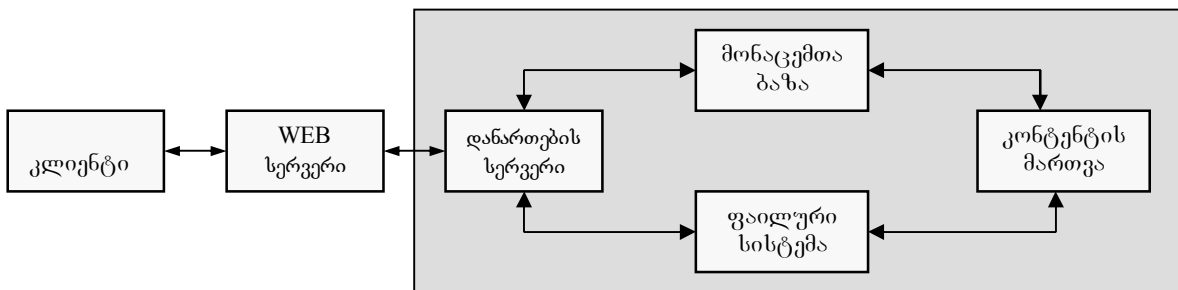 კლიენტი
WEB
სერვერი
დანართების
სერვერი
მონაცემთა
ბაზა
ფაილური
სისტემა
კონტენტის
მართვა